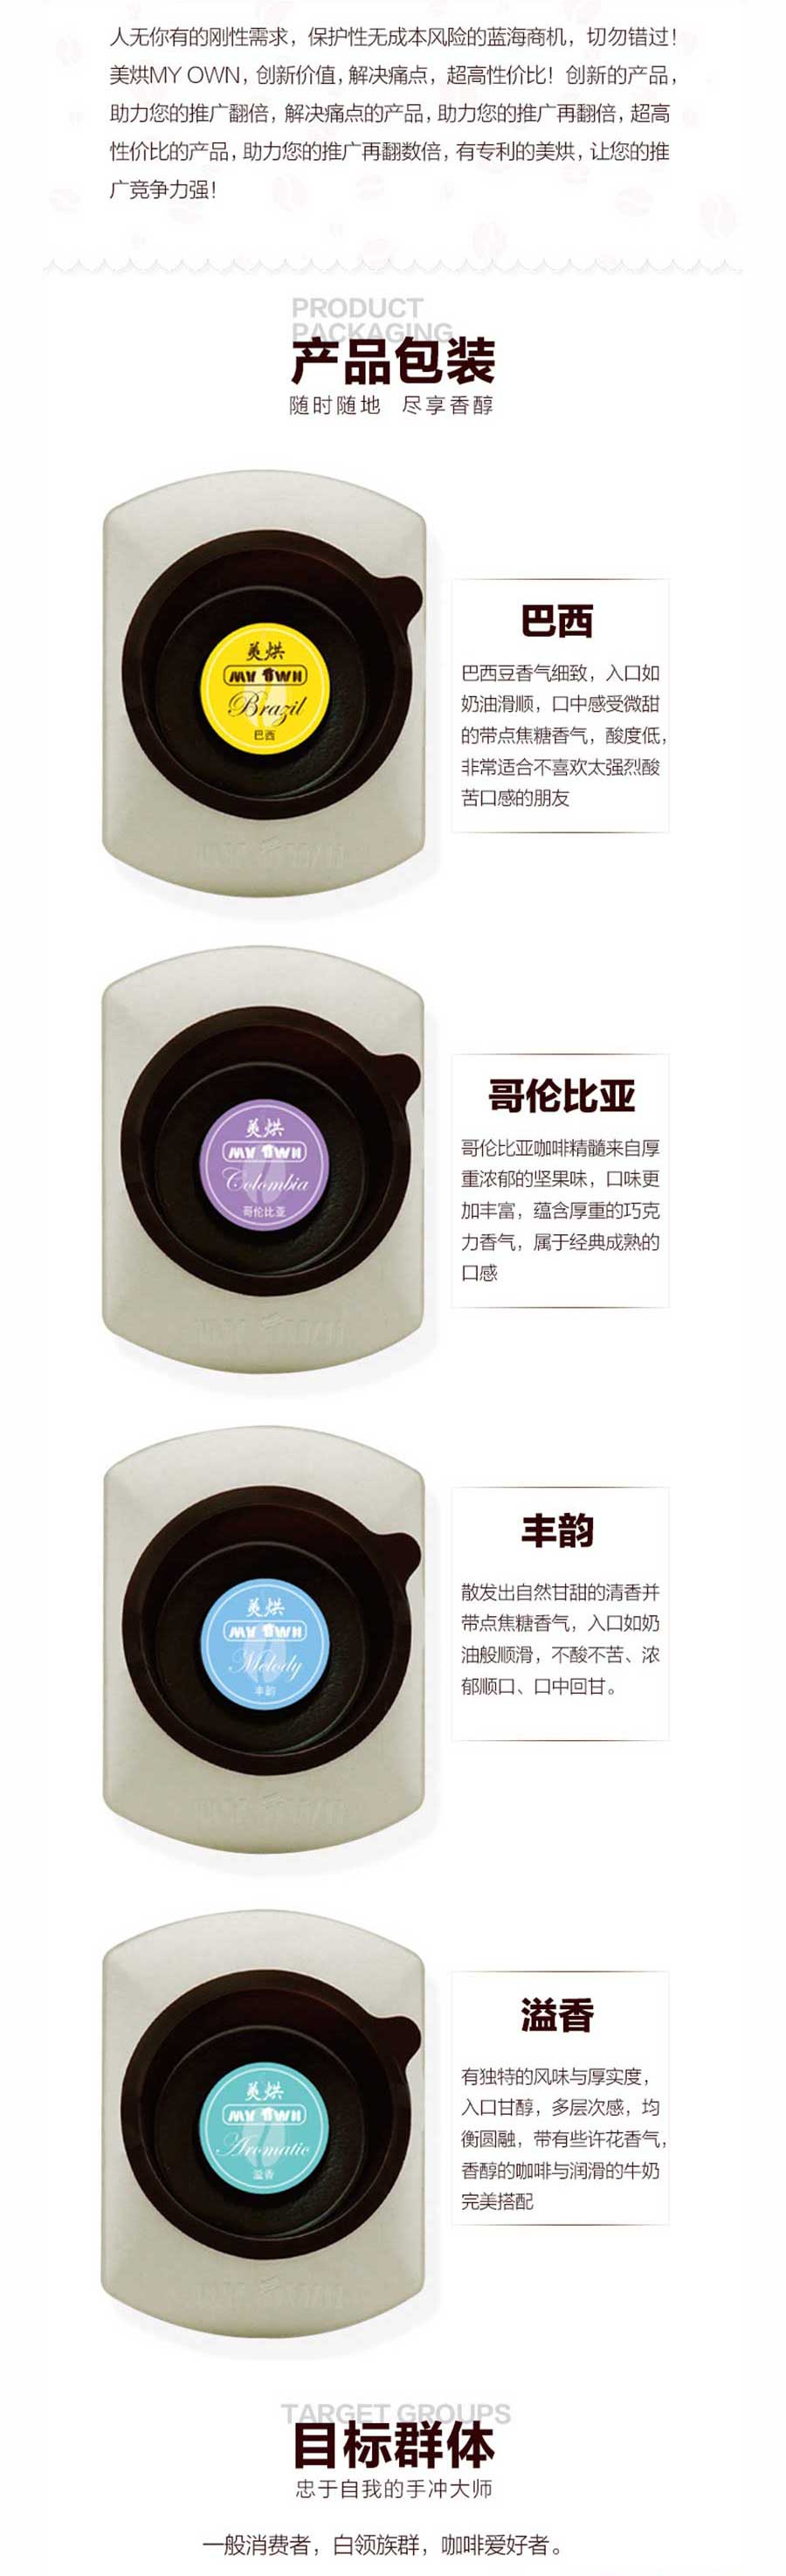 人无你有的刚性需求，保护性无成本风险的蓝海商机，切勿错过！
美烘MY OWN，创新价值，解决痛点，超高性价比！创新的产品，
助力您的推广翻倍，解决痛点的产品，助力您的推广再翻倍，超高
性价比的产品，助力您的推广再翻数倍，有专利的美烘，让您的推
广竞争力强！
PRODUCT
PACKAGING
产品包装
随时随地 尽享香醇
美烘
MY OWN
Brazil
巴西
MY OWN
巴西
巴西豆香气细致，入口如
奶油滑顺，口中感受微甜
的带点焦糖香气，酸度低，
非常适合不喜欢太强烈酸
苦口感的朋友
美烘
MY OWN
Colombia
哥伦比亚
MY OWN
哥伦比亚
哥伦比亚咖啡精髓来自厚
重浓郁的坚果味，口味更
加丰富，蕴含厚重的巧克
力香气，属于经典成熟的
口感
美烘
MY OWN
Melody
丰韵
MY OWN
丰韵
散发出自然甘甜的清香并
带点焦糖香气，入口如奶
油般顺滑，不酸不苦、浓
郁顺口、口中回甘。
美烘
MY OWN
Aromatic
溢香
MY OWN
溢香
有独特的风味与厚实度，
入口甘醇，多层次感，均
衡圆融，带有些许花香气，
香醇的咖啡与润滑的牛奶
完美搭配
TARGET GROUPS
目标群体
忠于自我的手冲大师
一般消费者，白领族群，咖啡爱好者。